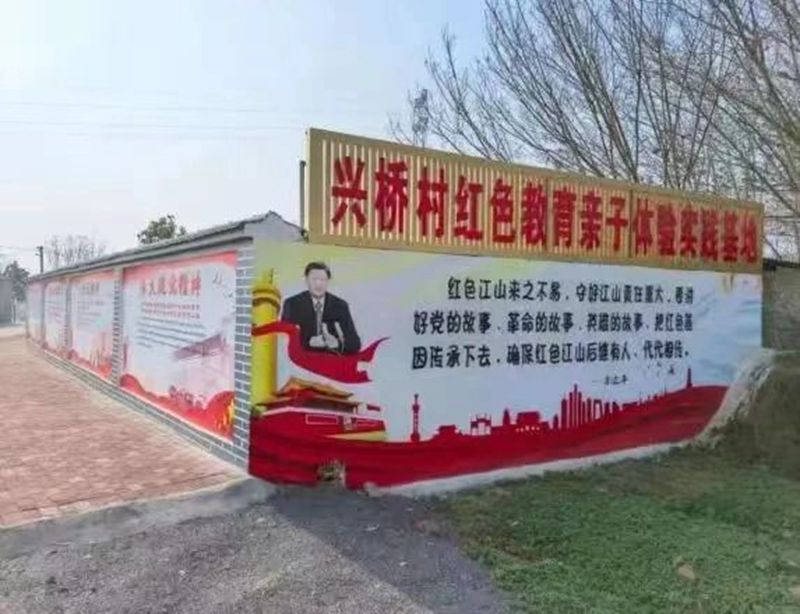 兴桥村红色教育亲子体验实践基地
红色江山来之不易，守好江山责任重大，要讲
好党的故事、革命的故事、英雄的故事，把红色基
因传承下去，确保红色江山后继有人、代代相传。